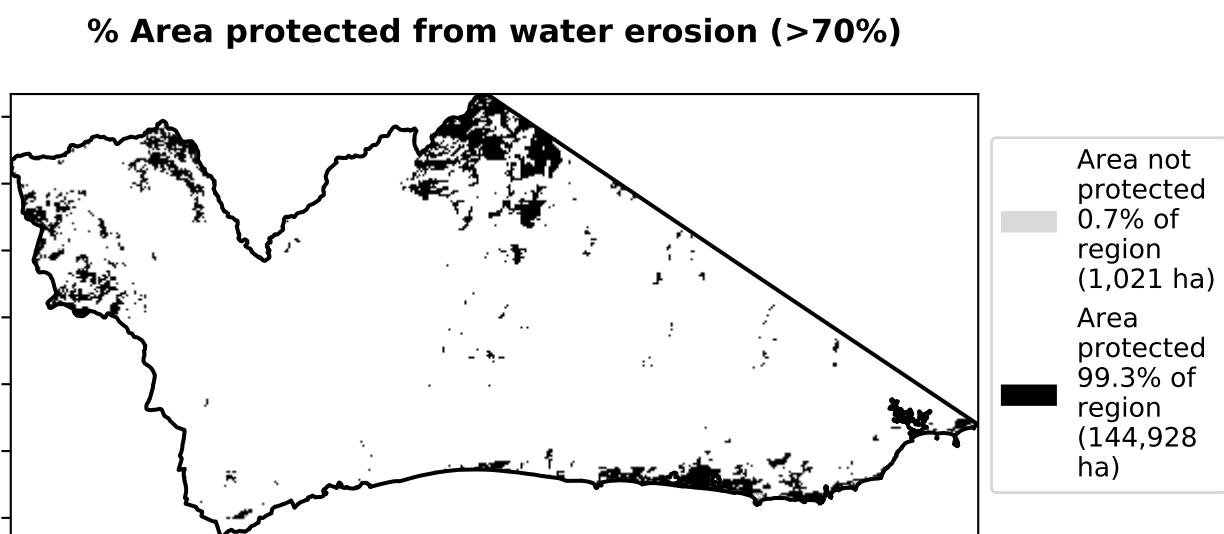 % Area protected from water erosion (>70%)
Area not
protected
0.7% of
region
(1,021 ha)
Area
protected
99.3% of
region
(144,928
ha)